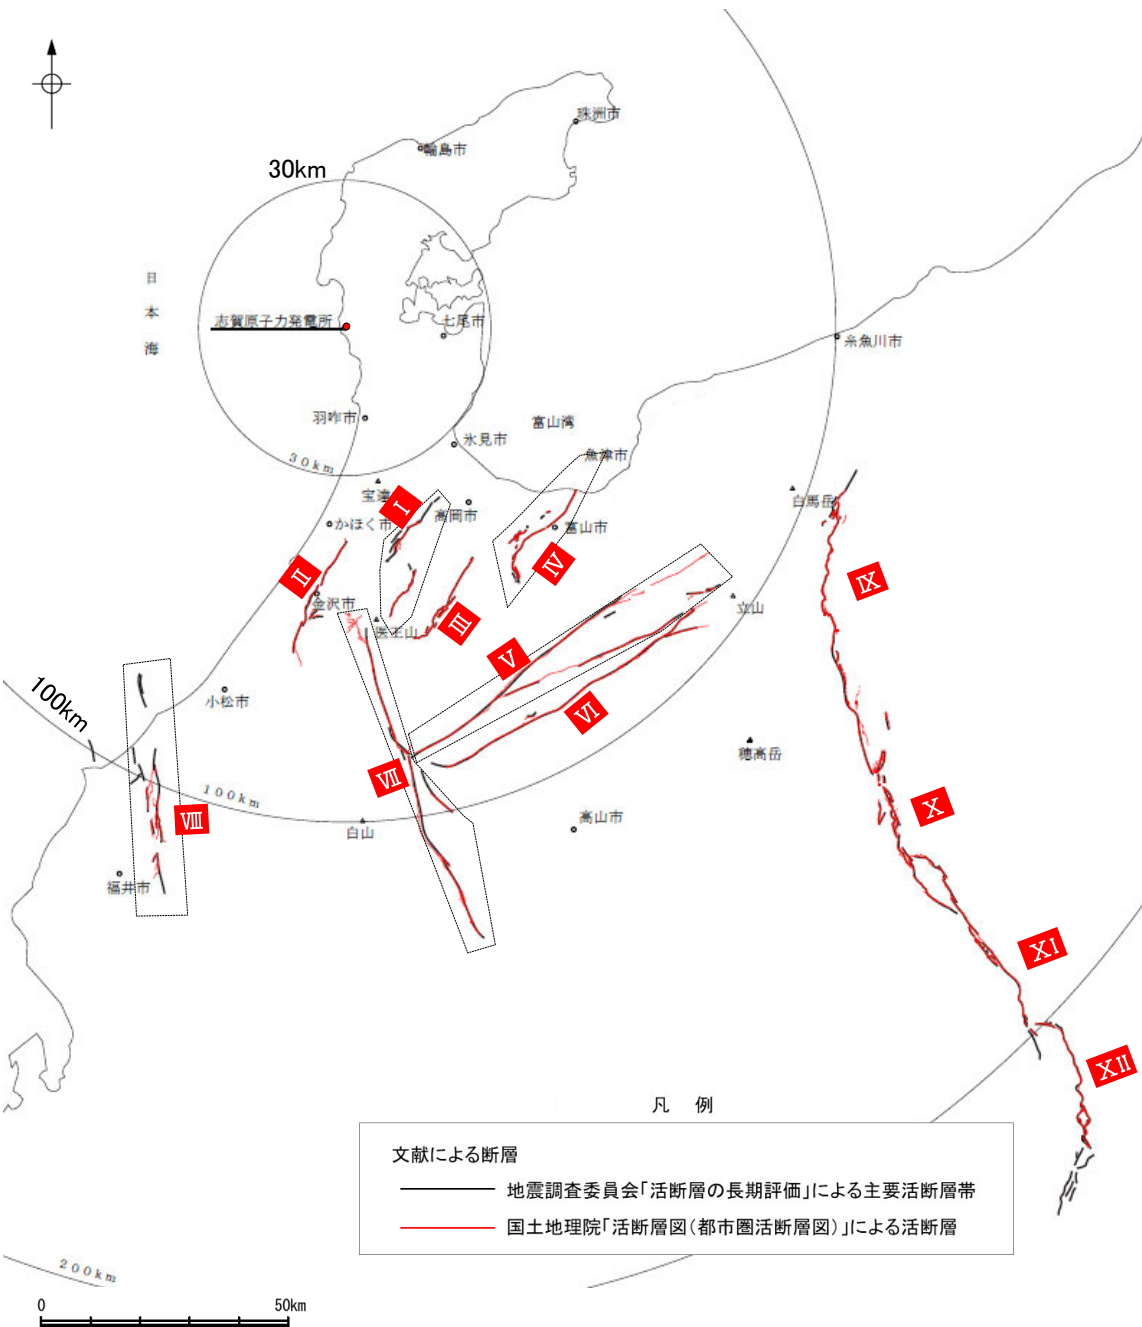 珠洲市
輪島市
30km
日本海
志賀原子力発電所
七尾市
糸魚川市
羽咋市
富山湾
氷見市
魚津市
30km
宝達
白馬岳
I
高岡市
かほく市
富山市
IV
II
IX
金沢市
立山
医王山
III
V
100km
小松市
VI
穂高岳
VII
100km
X
VIII
白山
高山市
福井市
XI
XII
凡 例
文献による断層
地震調査委員会「活断層の長期評価」による主要活断層帯
国土地理院「活断層図(都市圏活断層図)」による活断層
200km
0 50km